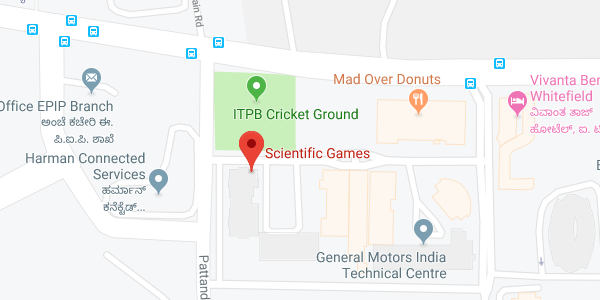 ain Rd
Mad Over Donuts
Vivanta Be
Whitefield
ವಿವಾಂತ ತಾಜ್
ಹೋಟೆಲ್, ಐ. ಟಿ
ITPB Cricket Ground
Office EPIP Branch
ಅಂಚೆ ಕಚೇರಿ ಈ.
ಪಿ.ಐ.ಪಿ. ಶಾಖೆ
Scientific Games
Harman Connected
Services
ಹರ್ಮಾನ್
ಕನೆಕ್ಟೆಡ್...
General Motors India
Technical Centre
Pattand